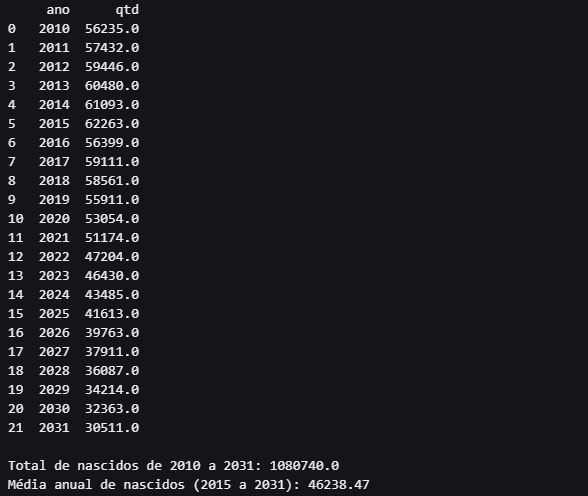 ano qtd
0 2010 56235.0
1 2011 57432.0
2 2012 59446.0
3 2013 60480.0
4 2014 61093.0
5 2015 62263.0
6 2016 56399.0
7 2017 59111.0
8 2018 58561.0
9 2019 55911.0
10 2020 53054.0
11 2021 51174.0
12 2022 47204.0
13 2023 46430.0
14 2024 43485.0
15 2025 41613.0
16 2026 39763.0
17 2027 37911.0
18 2028 36087.0
19 2029 34214.0
20 2030 32363.0
21 2031 30511.0
Total de nascidos de 2010 a 2031: 1080740.0
Média anual de nascidos (2015 a 2031): 46238.47